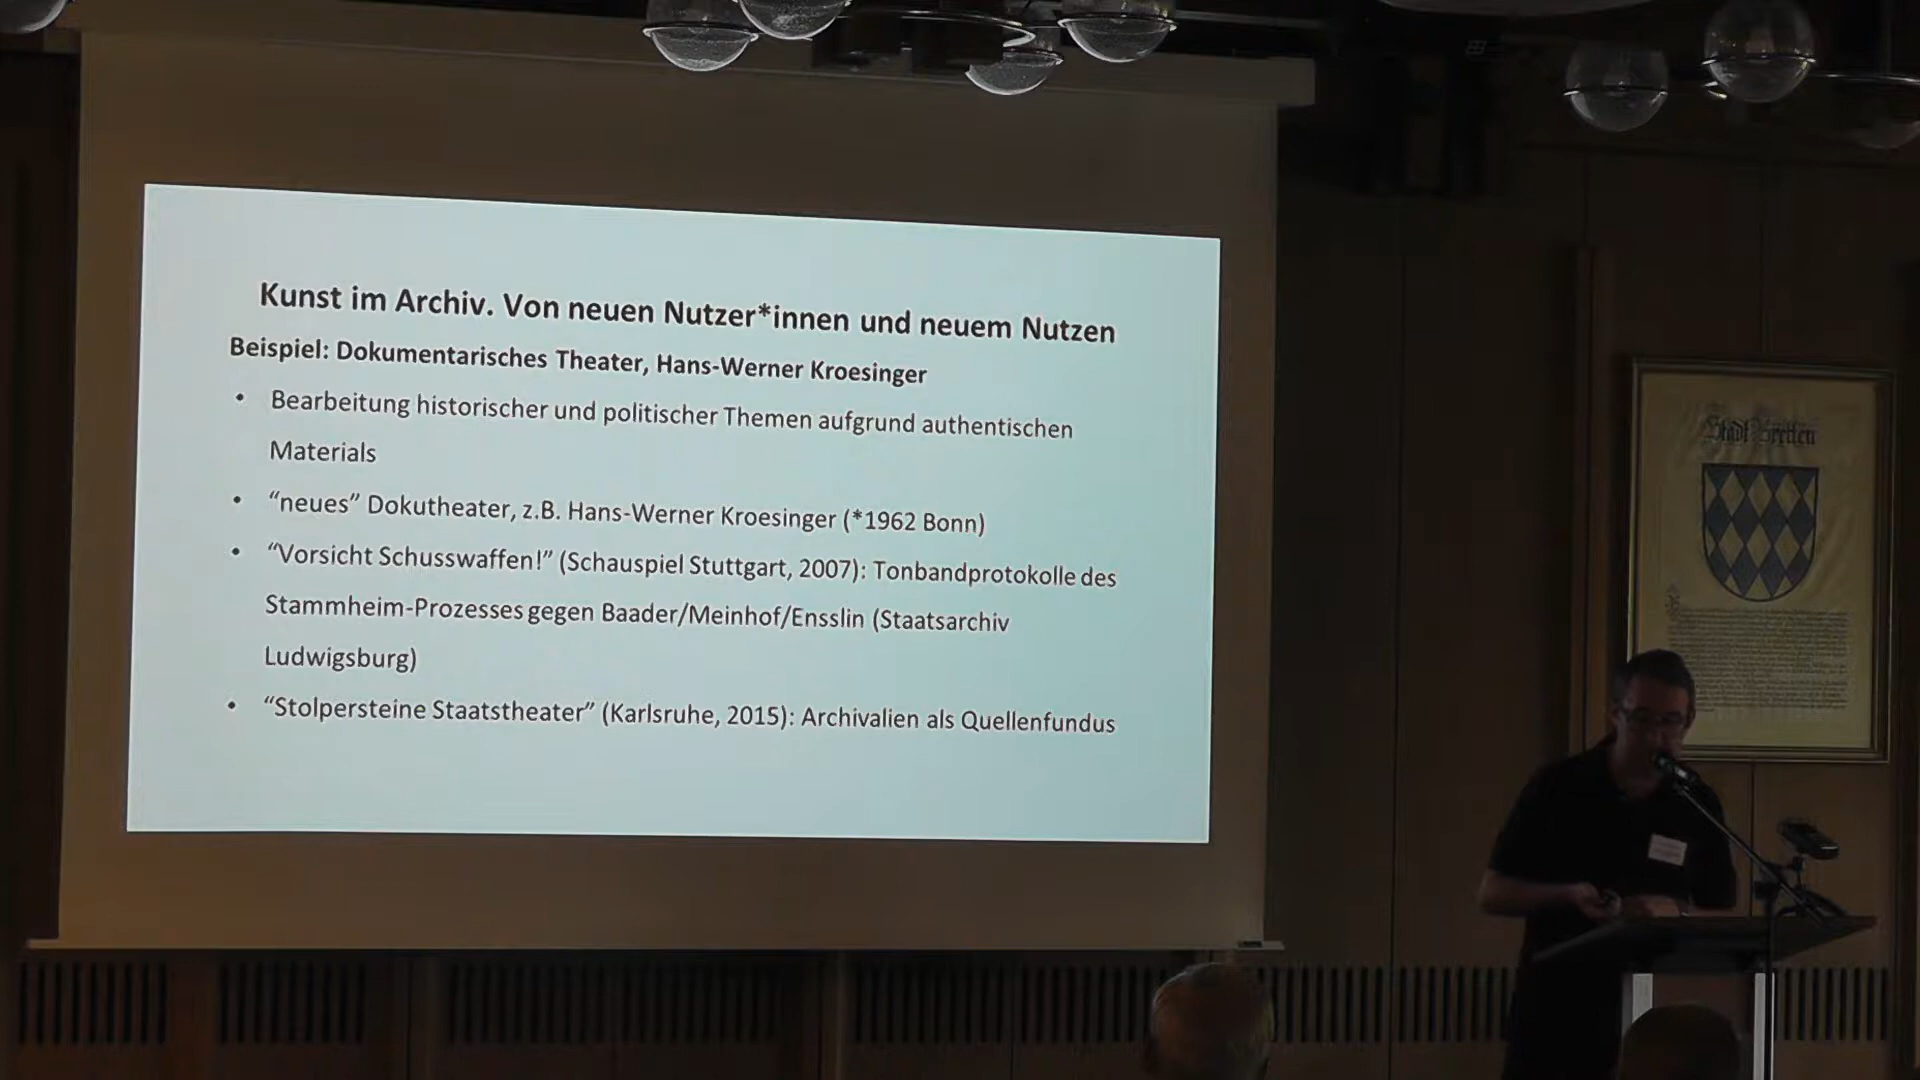 Kunst im Archiv. Von neuen Nutzer*innen und neuem Nutzen
Beispiel: Dokumentarisches Theater, Hans-Werner Kroesinger
• Bearbeitung historischer und politischer Themen aufgrund authentischen
Materials
• “neues” Dokutheater, z.B. Hans-Werner Kroesinger (*1962 Bonn)
• “Vorsicht Schusswaffen!” (Schauspiel Stuttgart, 2007): Tonbandprotokolle des
Stammheim-Prozesses gegen Baader/Meinhof/Ensslin (Staatsarchiv
Ludwigsburg)
• “Stolpersteine Staatstheater” (Karlsruhe, 2015): Archivalien als Quellenfundus
Stadt Bretten